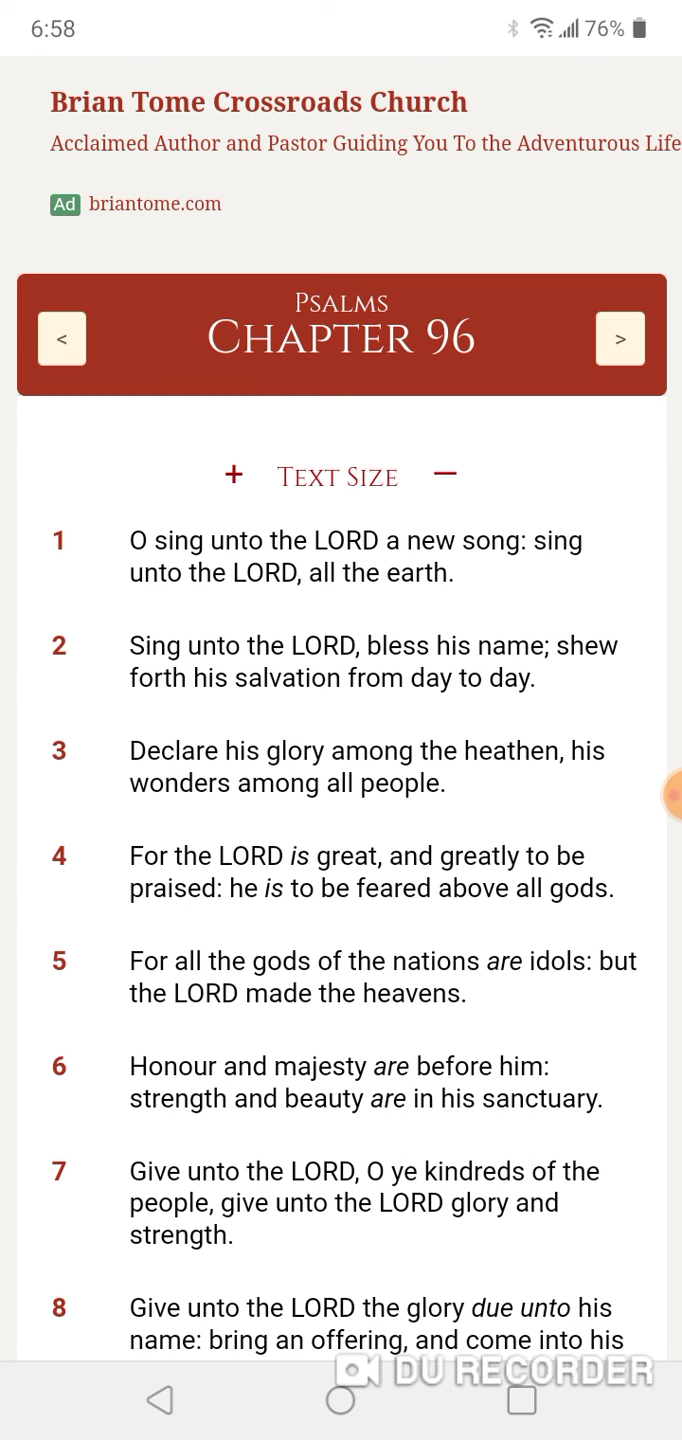 6:58 76%
Brian Tome Crossroads Church
Acclaimed Author and Pastor Guiding You To the Adventurous Life
Ad briantome.com
Psalms
< Chapter 96 >
+ Text Size −
1 O sing unto the LORD a new song: sing
unto the LORD, all the earth.
2 Sing unto the LORD, bless his name; shew
forth his salvation from day to day.
3 Declare his glory among the heathen, his
wonders among all people.
4 For the LORD is great, and greatly to be
praised: he is to be feared above all gods.
5 For all the gods of the nations are idols: but
the LORD made the heavens.
6 Honour and majesty are before him:
strength and beauty are in his sanctuary.
7 Give unto the LORD, O ye kindreds of the
people, give unto the LORD glory and
strength.
8 Give unto the LORD the glory due unto his
name: bring an offering, and come into his
DU RECORDER